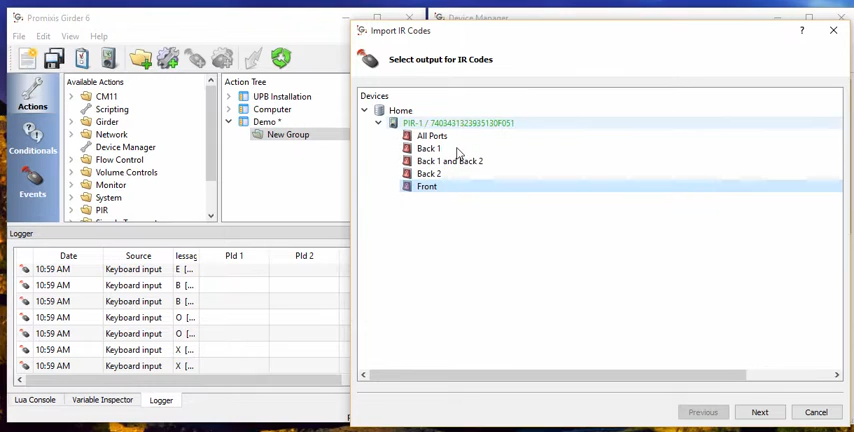 Promixis Girder 6
File Edit View Help
Actions
Conditionals
Events
Available Actions
CM11
Scripting
Girder
Network
Device Manager
Flow Control
Volume Controls
Monitor
System
PIR
Action Tree
UPB Installation
Computer
Demo *
New Group
Logger
Date Source Iessag Pld 1 Pld 2
10:59 AM Keyboard input E [...
10:59 AM Keyboard input B [...
10:59 AM Keyboard input B [...
10:59 AM Keyboard input O [...
10:59 AM Keyboard input O [...
10:59 AM Keyboard input X [...
10:59 AM Keyboard input X [...
Lua Console Variable Inspector Logger
Device Manager
Import IR Codes
?
Select output for IR Codes
Devices
Home
PIR-1 / 7403431323935130F051
All Ports
Back 1
Back 1 and Back 2
Back 2
Front
Previous Next Cancel